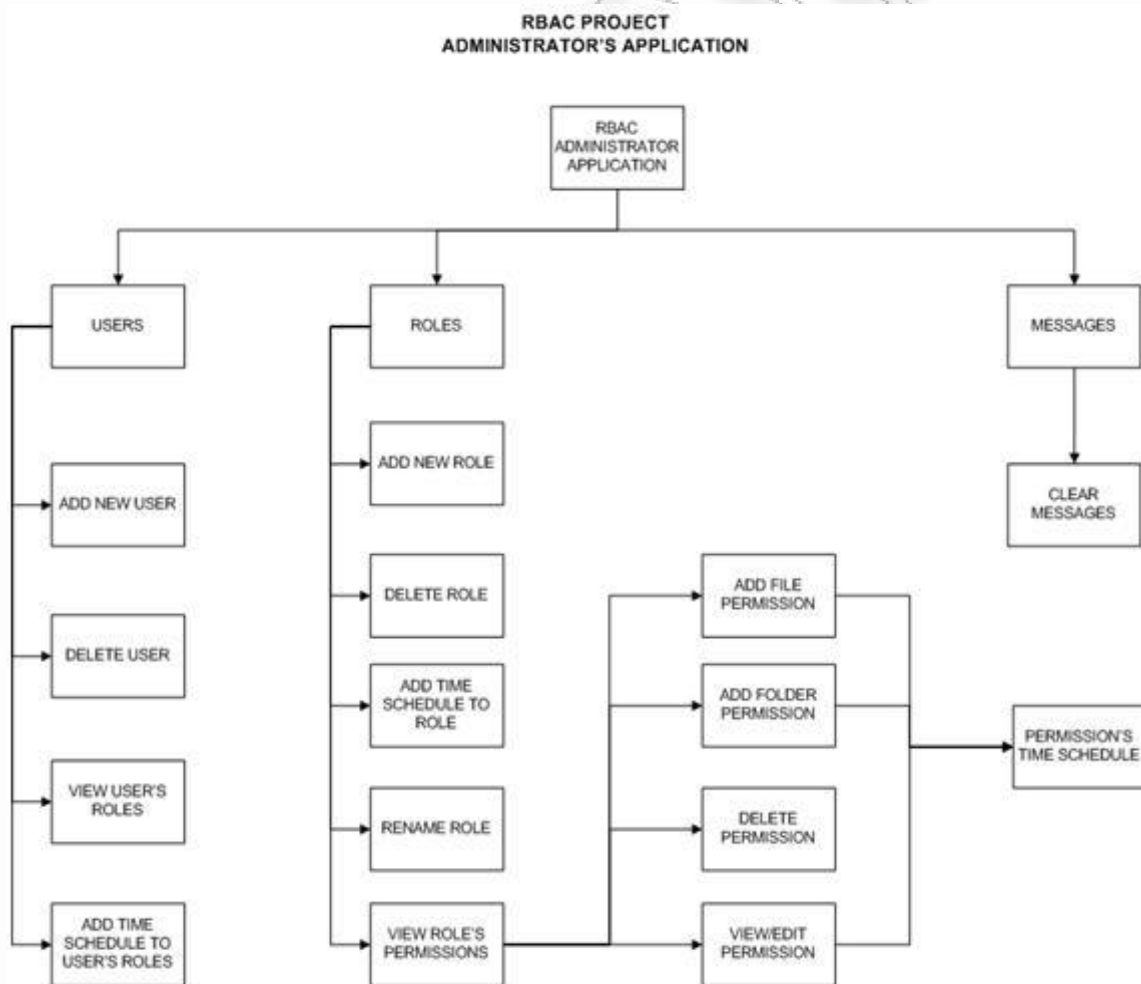 RBAC PROJECT
ADMINISTRATOR'S APPLICATION
RBAC
ADMINISTRATOR
APPLICATION
USERS
ROLES
MESSAGES
ADD NEW USER
DELETE USER
VIEW USER'S
ROLES
ADD TIME
SCHEDULE TO
USER'S ROLES
ADD NEW ROLE
DELETE ROLE
ADD TIME
SCHEDULE TO
ROLE
RENAME ROLE
VIEW ROLE'S
PERMISSIONS
ADD FILE
PERMISSION
ADD FOLDER
PERMISSION
DELETE
PERMISSION
VIEW/EDIT
PERMISSION
CLEAR
MESSAGES
PERMISSION'S
TIME SCHEDULE